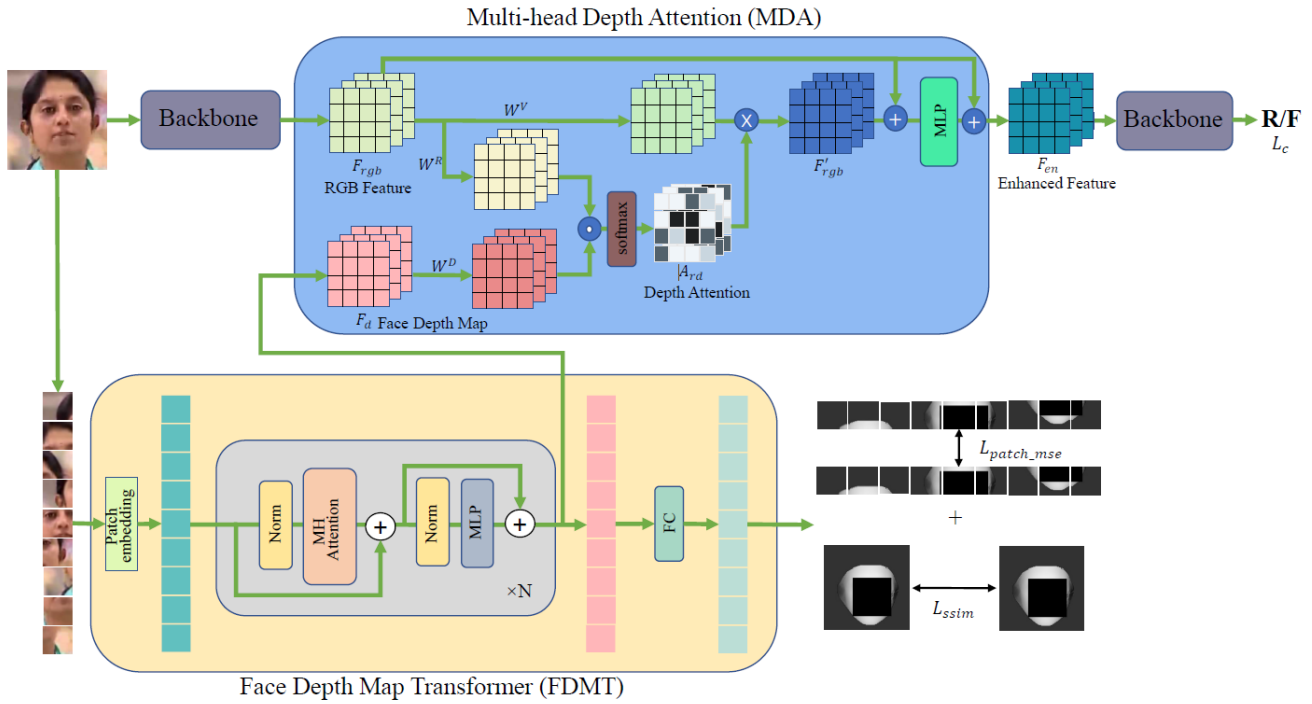 Multi-head Depth Attention (MDA)
Backbone
F_rgb
RGB Feature
W^V
W^R
W^D
F_d Face Depth Map
softmax
A_rd
Depth Attention
X
F'_rgb
+
MLP
+
F_en
Enhanced Feature
Backbone
R/F
L_c
Patch
embedding
Norm
MH
Attention
+
Norm
MLP
+
×N
FC
L_patch_mse
+
L_ssim
Face Depth Map Transformer (FDMT)